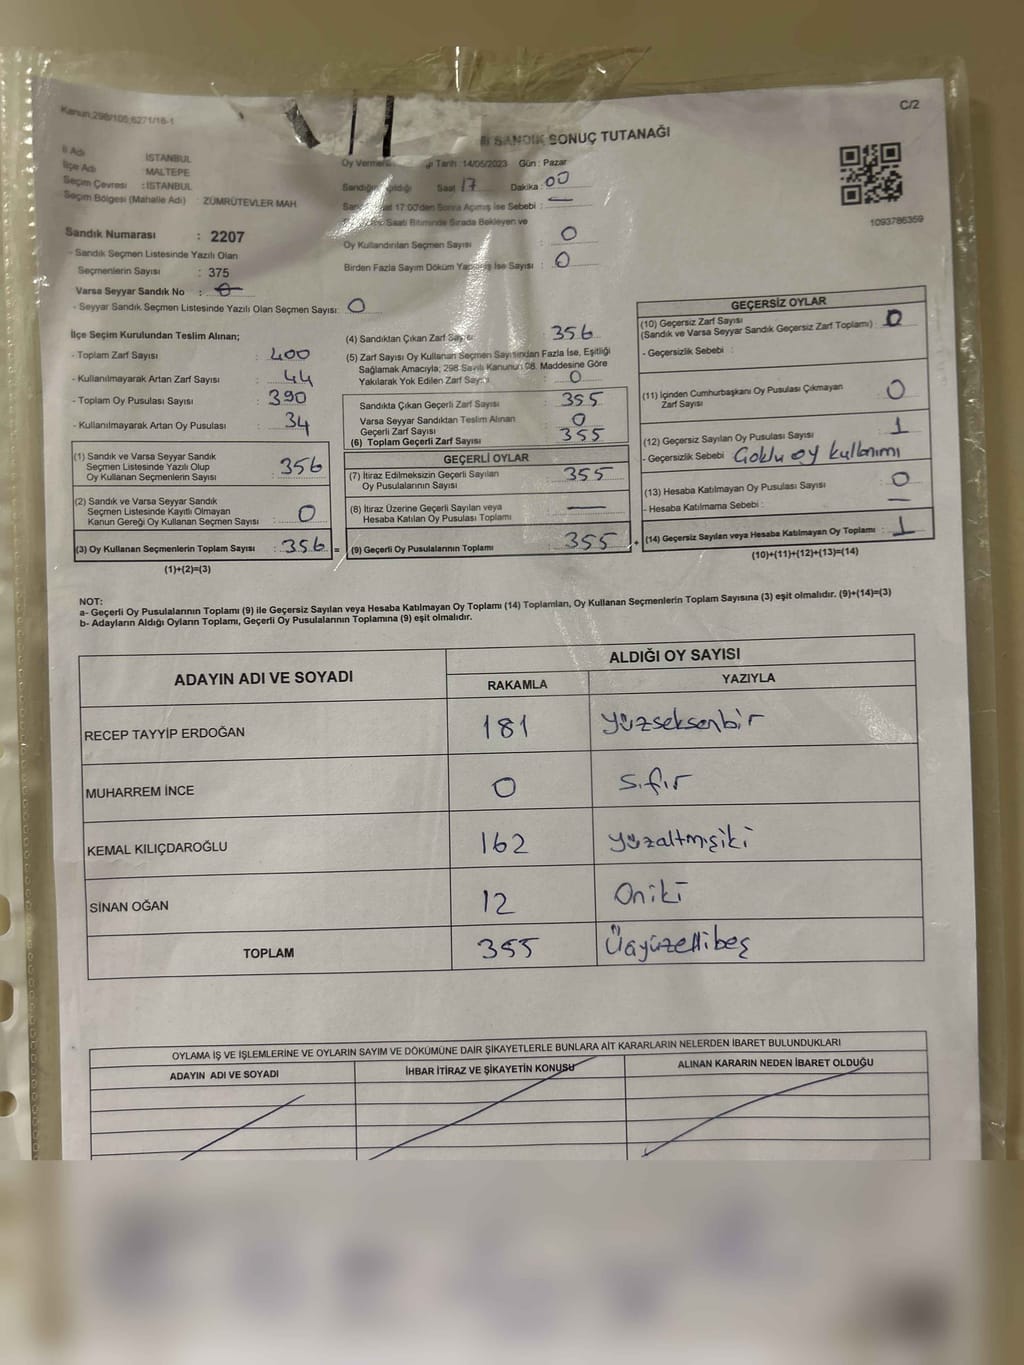 Kanun;298/105;6271/16-1
C/2
SANDIK SONUÇ TUTANAĞI
İl Adı İSTANBUL
İlçe Adı MALTEPE
Seçim Çevresi : İSTANBUL
Seçim Bölgesi (Mahalle Adı) : ZÜMRÜTEVLER MAH
Tarih : 14/05/2023 Gün : Pazar
Saat 17 Dakika : 00
17:00'den Sonra Açılmış İse Sebebi : —
Saati Bitiminde Sırada Bekleyen ve
Oy Kullandırılan Seçmen Sayısı : 0
Birden Fazla Sayım Döküm İse Sayısı : 0
1093786359
Sandık Numarası : 2207
- Sandık Seçmen Listesinde Yazılı Olan
Seçmenlerin Sayısı : 375
Varsa Seyyar Sandık No : 0
- Seyyar Sandık Seçmen Listesinde Yazılı Olan Seçmen Sayısı: 0
İlçe Seçim Kurulundan Teslim Alınan;
- Toplam Zarf Sayısı : 400
- Kullanılmayarak Artan Zarf Sayısı : 44
- Toplam Oy Pusulası Sayısı : 390
- Kullanılmayarak Artan Oy Pusulası : 34
(1) Sandık ve Varsa Seyyar Sandık
Seçmen Listesinde Yazılı Olup
Oy Kullanan Seçmenlerin Sayısı : 356
(2) Sandık ve Varsa Seyyar Sandık
Seçmen Listesinde Kayıtlı Olmayan
Kanun Gereği Oy Kullanan Seçmen Sayısı : 0
(3) Oy Kullanan Seçmenlerin Toplam Sayısı : 356 =
(1)+(2)=(3)
(4) Sandıktan Çıkan Zarf Sayısı : 356
(5) Zarf Sayısı Oy Kullanan Seçmen Sayısından Fazla İse, Eşitliği
Sağlamak Amacıyla; 298 Sayılı Kanunun 98. Maddesine Göre
Yakılarak Yok Edilen Zarf Sayısı : 0
Sandıkta Çıkan Geçerli Zarf Sayısı : 355
Varsa Seyyar Sandıktan Teslim Alınan
Geçerli Zarf Sayısı : 0
(6) Toplam Geçerli Zarf Sayısı : 355
GEÇERLİ OYLAR
(7) İtiraz Edilmeksizin Geçerli Sayılan
Oy Pusulalarının Sayısı : 355
(8) İtiraz Üzerine Geçerli Sayılan veya
Hesaba Katılan Oy Pusulası Toplamı : —
(9) Geçerli Oy Pusulalarının Toplamı : 355 +
GEÇERSİZ OYLAR
(10) Geçersiz Zarf Sayısı
(Sandık ve Varsa Seyyar Sandık Geçersiz Zarf Toplamı) : 0
- Geçersizlik Sebebi :
(11) İçinden Cumhurbaşkanı Oy Pusulası Çıkmayan
Zarf Sayısı : 0
(12) Geçersiz Sayılan Oy Pusulası Sayısı : 1
- Geçersizlik Sebebi Çoklu oy kullanımı
(13) Hesaba Katılmayan Oy Pusulası Sayısı : 0
- Hesaba Katılmama Sebebi : —
(14) Geçersiz Sayılan veya Hesaba Katılmayan Oy Toplamı : 1
(10)+(11)+(12)+(13)=(14)
NOT:
a- Geçerli Oy Pusulalarının Toplamı (9) ile Geçersiz Sayılan veya Hesaba Katılmayan Oy Toplamı (14) Toplamları, Oy Kullanan Seçmenlerin Toplam Sayısına (3) eşit olmalıdır. (9)+(14)=(3)
b- Adayların Aldığı Oyların Toplamı, Geçerli Oy Pusulalarının Toplamına (9) eşit olmalıdır.
ADAYIN ADI VE SOYADI ALDIĞI OY SAYISI
RAKAMLA YAZIYLA
RECEP TAYYİP ERDOĞAN 181 yüzseksenbir
MUHARREM İNCE 0 sıfır
KEMAL KILIÇDAROĞLU 162 yüzaltmışiki
SİNAN OĞAN 12 Oniki
TOPLAM 355 Üçyüzellibeş
OYLAMA İŞ VE İŞLEMLERİNE VE OYLARIN SAYIM VE DÖKÜMÜNE DAİR ŞİKAYETLERLE BUNLARA AİT KARARLARIN NELERDEN İBARET BULUNDUKLARI
ADAYIN ADI VE SOYADI İHBAR İTİRAZ VE ŞİKAYETİN KONUSU ALINAN KARARIN NEDEN İBARET OLDUĞU